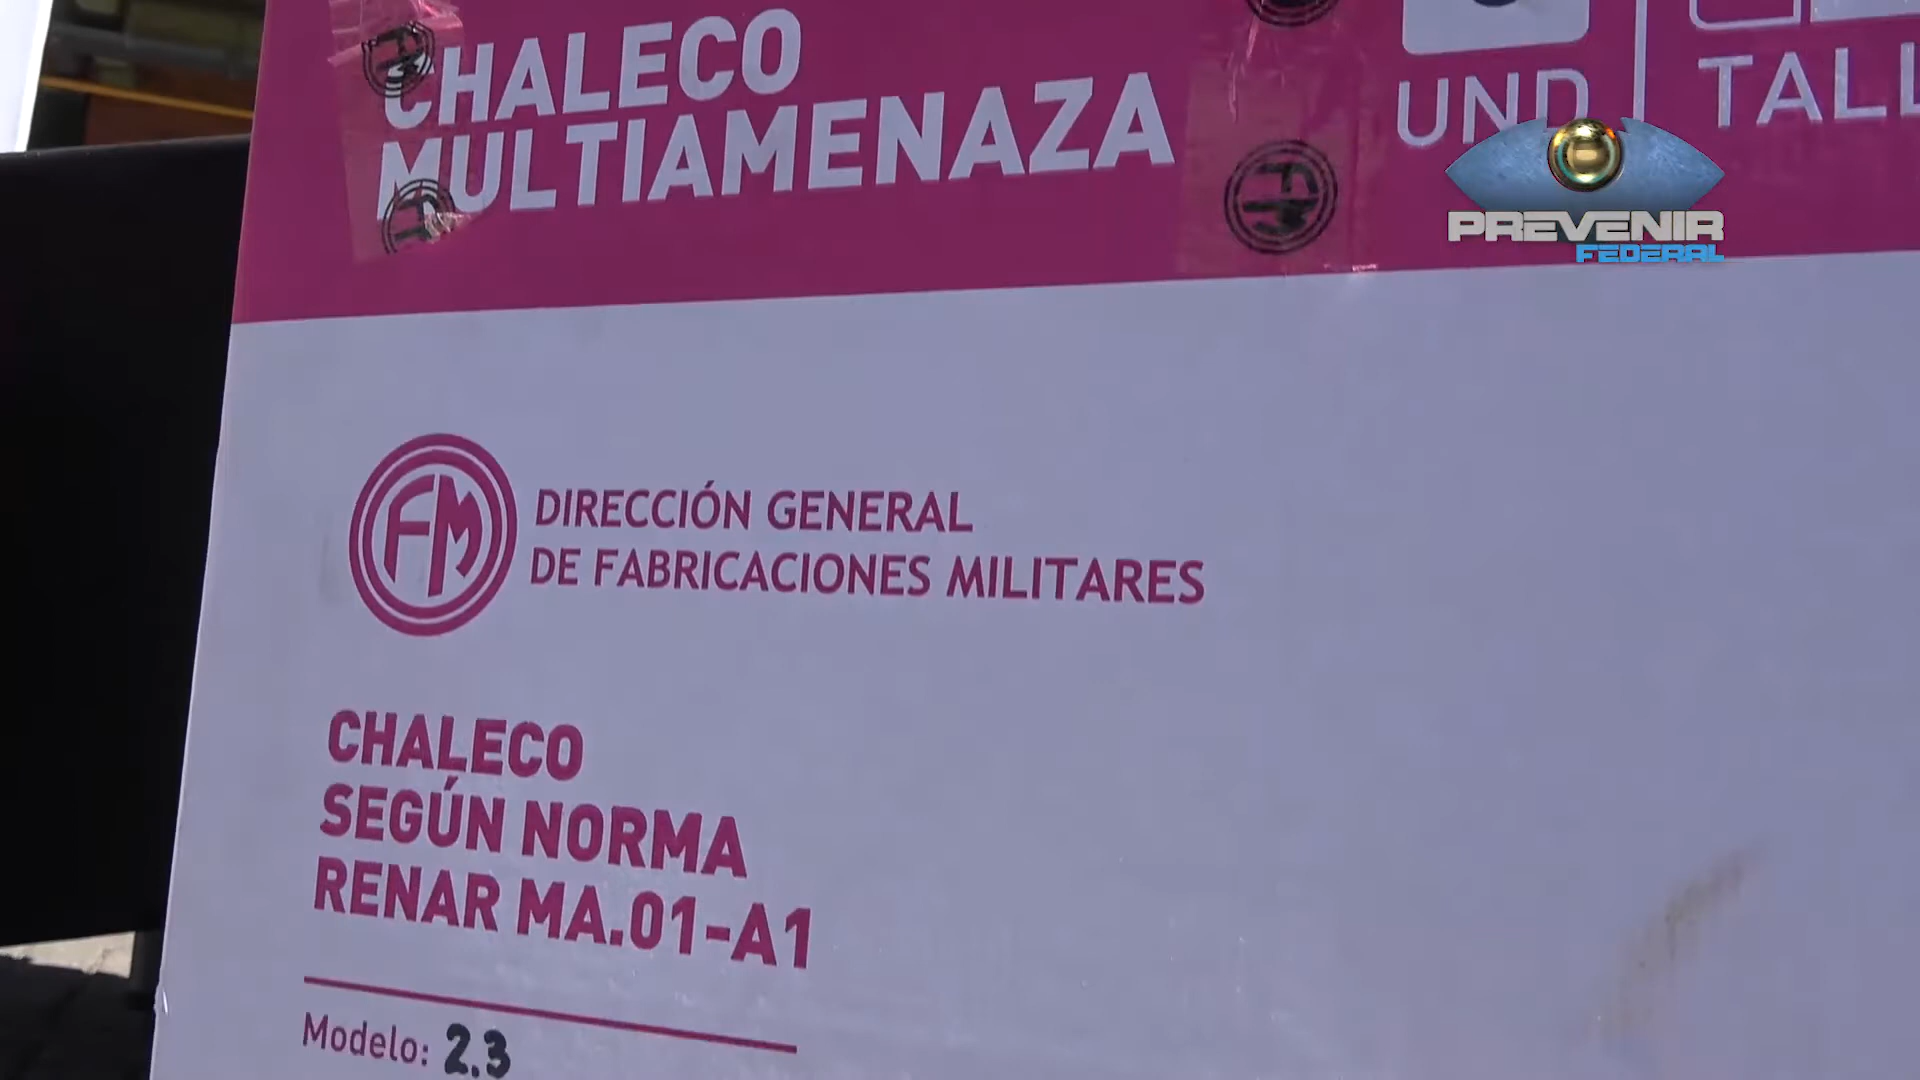 CHALECO
MULTIAMENAZA
UND
TALL
PREVENIR
FEDERAL
FM
DIRECCIÓN GENERAL
DE FABRICACIONES MILITARES
CHALECO
SEGÚN NORMA
RENAR MA.01-A1
Modelo: 2.3